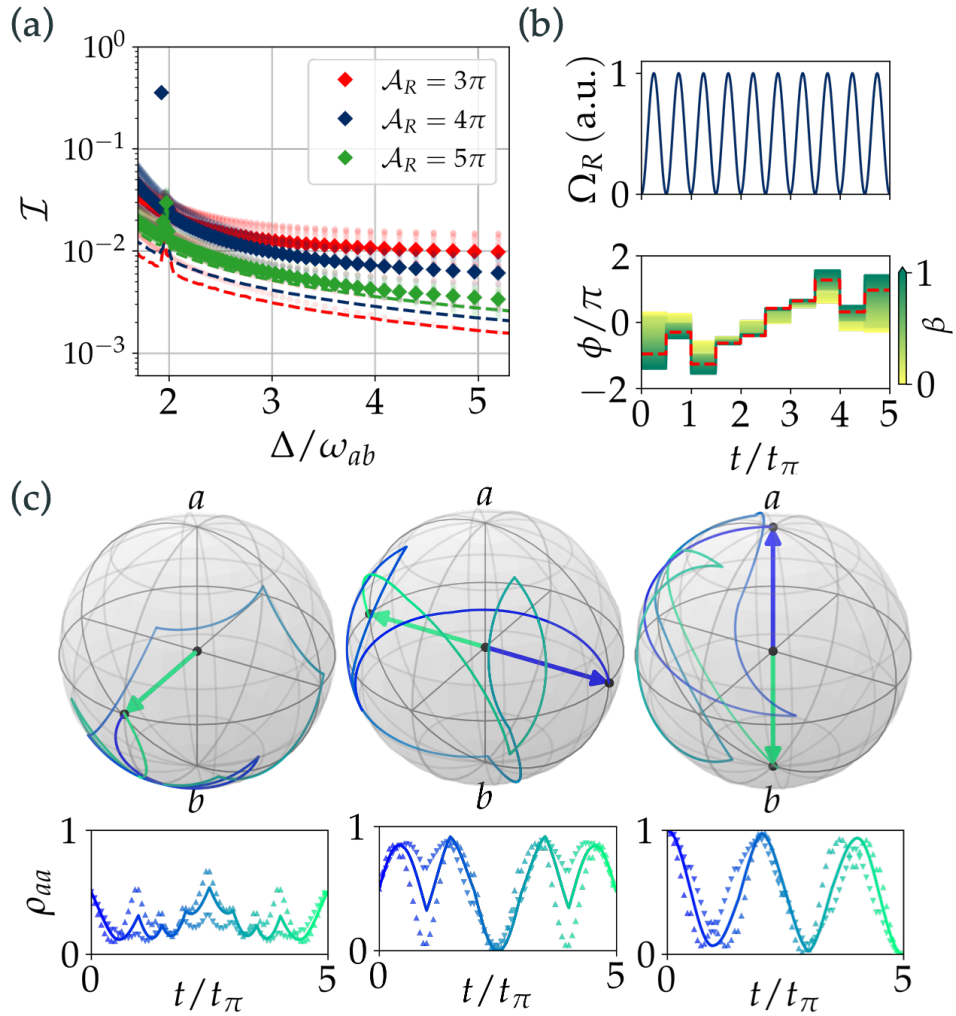 (a)
10⁰
10⁻¹
10⁻²
10⁻³
𝓘
𝒜_R = 3π
𝒜_R = 4π
𝒜_R = 5π
2 3 4 5
Δ/ω_ab
(b)
1
0
Ω_R (a.u.)
2
0
−2
ϕ/π
1
0
β
0 1 2 3 4 5
t/t_π
(c)
a a a
b b b
1 1 1
0 0 0
ρ_aa
0 5 0 5 0 5
t/t_π t/t_π t/t_π